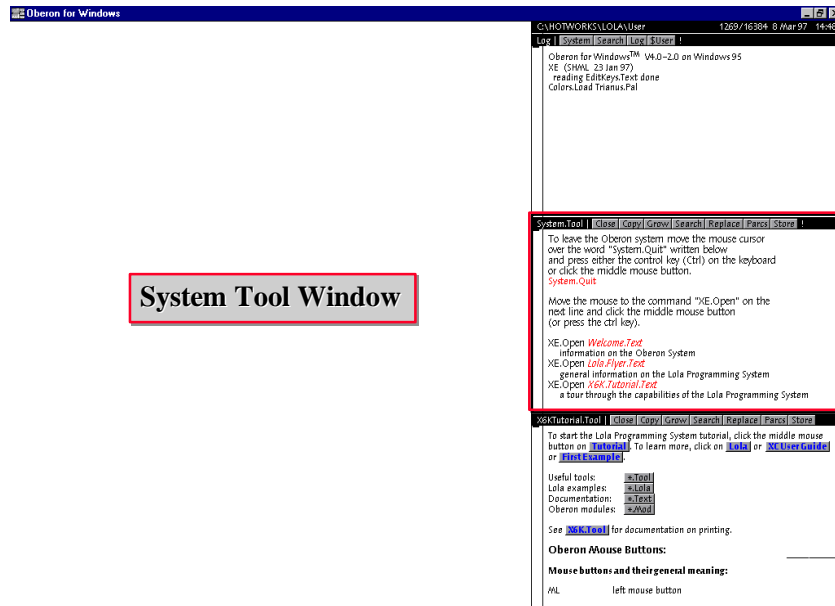 Oberon for Windows
C:\HOTWORKS\LOLA\User 1269/16384 8 Mar 97 14:48
Log | System Search Log $User !
Oberon for Windows™ V4.0-2.0 on Windows 95
XE (SHML 23 Jan 97)
reading EditKeys.Text done
Colors.Load Trianus.Pal
System Tool Window
System.Tool | Close Copy Grow Search Replace Parcs Store !
To leave the Oberon system move the mouse cursor
over the word "System.Quit" written below
and press either the control key (Ctrl) on the keyboard
or click the middle mouse button.
System.Quit
Move the mouse to the command "XE.Open" on the
next line and click the middle mouse button
(or press the ctrl key).
XE.Open Welcome.Text
information on the Oberon System
XE.Open Lola.Flyer.Text
general information on the Lola Programming System
XE.Open X6K.Tutorial.Text
a tour through the capabilities of the Lola Programming System
X6KTutorial.Tool | Close Copy Grow Search Replace Parcs Store
To start the Lola Programming System tutorial, click the middle mouse
button on Tutorial. To learn more, click on Lola or XCUserGuide
or FirstExample.
Useful tools: *.Tool
Lola examples: *.Lola
Documentation: *.Text
Oberon modules: *.Mod
See X6K.Tool for documentation on printing.
Oberon Mouse Buttons:
Mouse buttons and their general meaning:
ML left mouse button